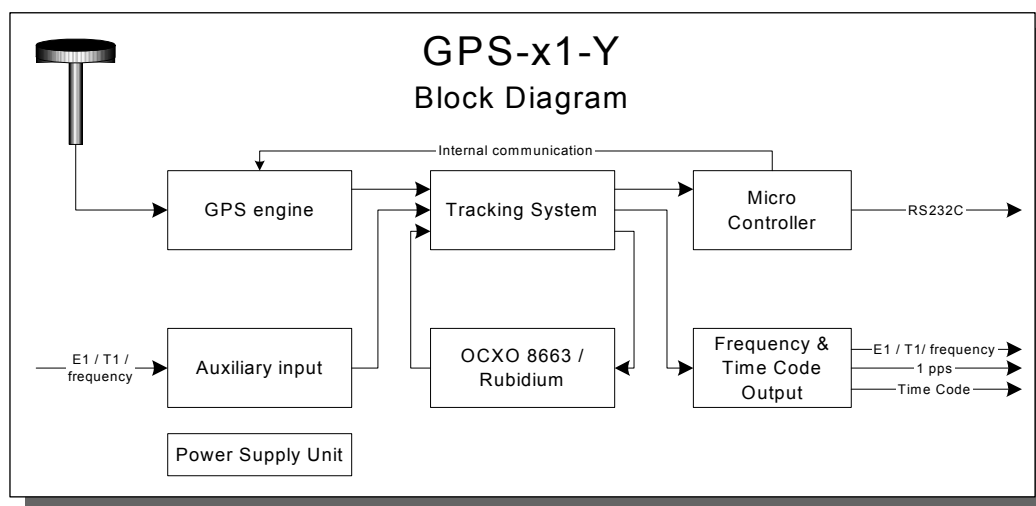 GPS-x1-Y
Block Diagram
Internal communication
GPS engine
Tracking System
Micro
Controller
RS232C
E1 / T1 /
frequency
Auxiliary input
OCXO 8663 /
Rubidium
Frequency &
Time Code
Output
E1 / T1/ frequency
1 pps
Time Code
Power Supply Unit